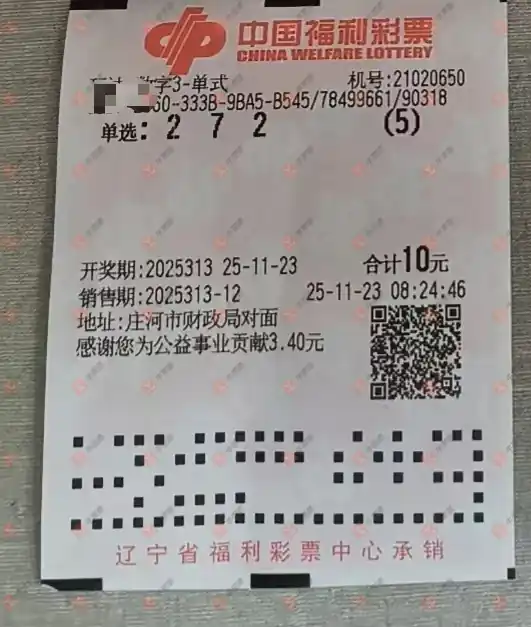 中国福利彩票
CHINA WELFARE LOTTERY
数字3-单式 机号:21020650
60-333B-9BA5-B545/78499661/90318
单选: 2 7 2 (5)
开奖期:2025313 25-11-23 合计10元
销售期:2025313-12 25-11-23 08:24:46
地址:庄河市财政局对面
感谢您为公益事业贡献3.40元
辽宁省福利彩票中心承销